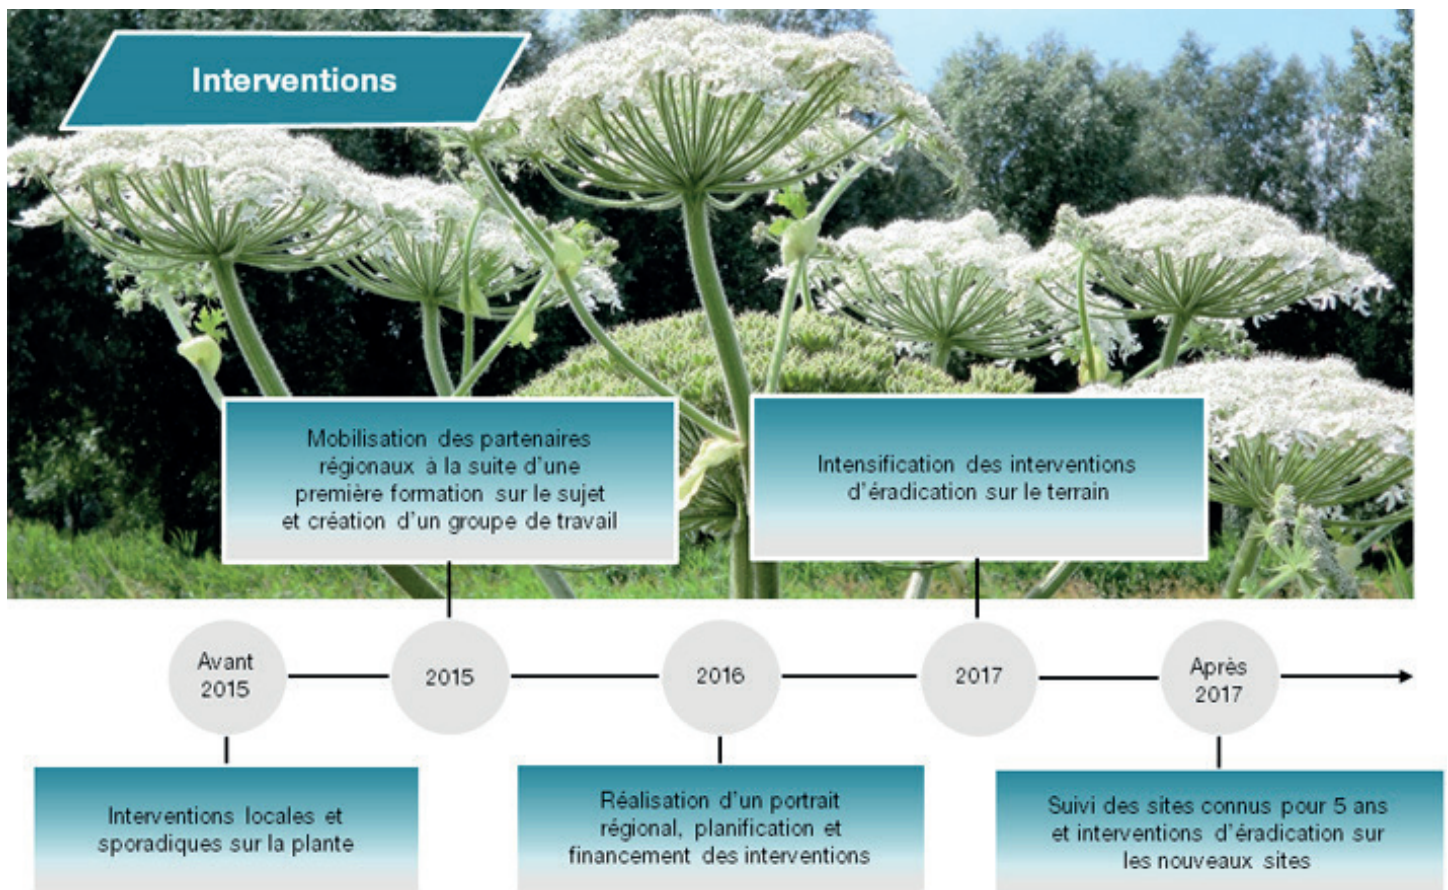 Interventions
Mobilisation des partenaires
régionaux à la suite d'une
première formation sur le sujet
et création d'un groupe de travail
Intensification des interventions
d'éradication sur le terrain
Avant
2015
2015
2016
2017
Après
2017
Interventions locales et
sporadiques sur la plante
Réalisation d'un portrait
régional, planification et
financement des interventions
Suivi des sites connus pour 5 ans
et interventions d'éradication sur
les nouveaux sites